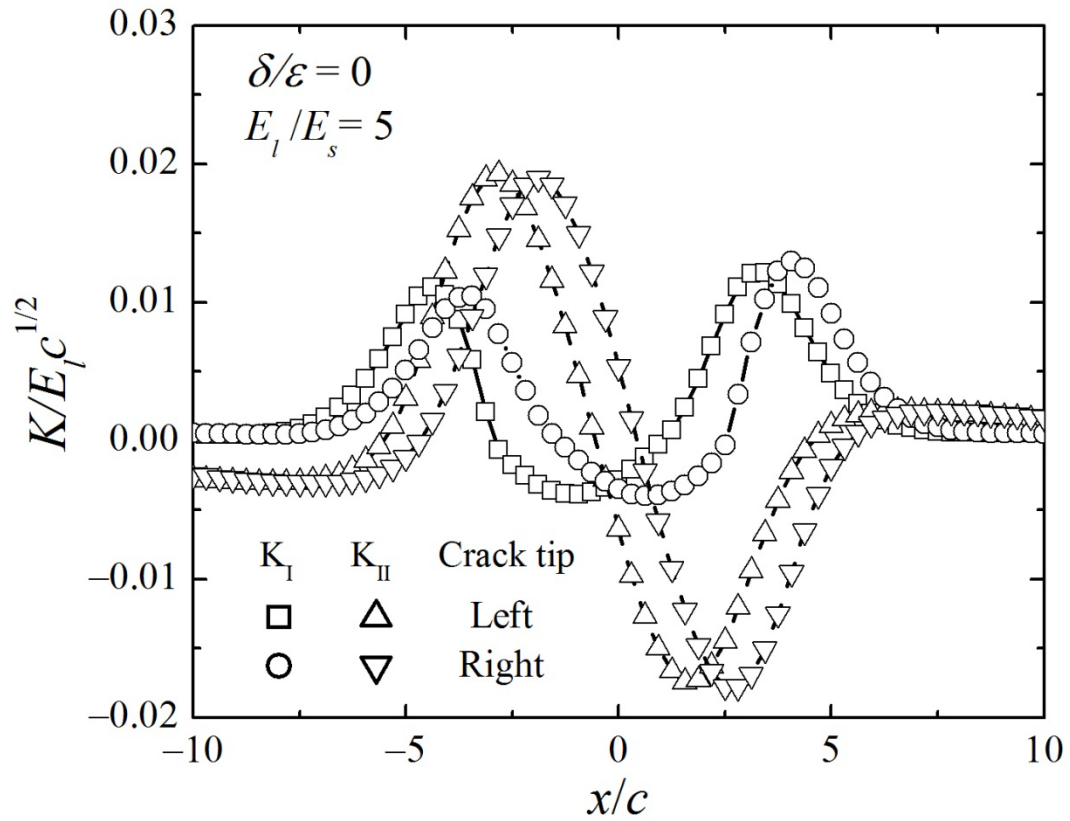 0.03
δ/ε = 0
E_l /E_s = 5
0.02
0.01
0.00
−0.01
−0.02
K/E_l c^{1/2}
K_I K_II Crack tip
Left
Right
−10 −5 0 5 10
x/c